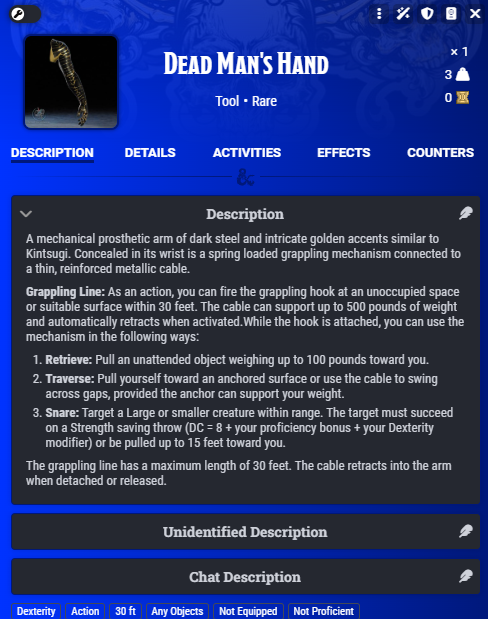 DEAD MAN'S HAND
Tool • Rare
× 1
3
0
DESCRIPTION DETAILS ACTIVITIES EFFECTS COUNTERS
&
Description
A mechanical prosthetic arm of dark steel and intricate golden accents similar to
Kintsugi. Concealed in its wrist is a spring loaded grappling mechanism connected to
a thin, reinforced metallic cable.
Grappling Line: As an action, you can fire the grappling hook at an unoccupied space
or suitable surface within 30 feet. The cable can support up to 500 pounds of weight
and automatically retracts when activated.While the hook is attached, you can use the
mechanism in the following ways:
1. Retrieve: Pull an unattended object weighing up to 100 pounds toward you.
2. Traverse: Pull yourself toward an anchored surface or use the cable to swing
across gaps, provided the anchor can support your weight.
3. Snare: Target a Large or smaller creature within range. The target must succeed
on a Strength saving throw (DC = 8 + your proficiency bonus + your Dexterity
modifier) or be pulled up to 15 feet toward you.
The grappling line has a maximum length of 30 feet. The cable retracts into the arm
when detached or released.
Unidentified Description
Chat Description
Dexterity Action 30 ft Any Objects Not Equipped Not Proficient